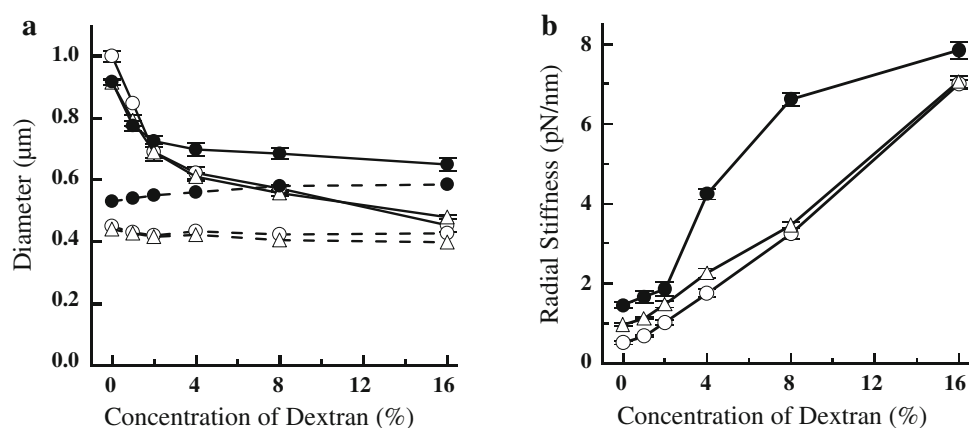 a
1.0
0.8
0.6
0.4
0.2
0.0
Diameter (µm)
0 4 8 12 16
Concentration of Dextran (%)
b
8
6
4
2
0
Radial Stiffness (pN/nm)
0 4 8 12 16
Concentration of Dextran (%)